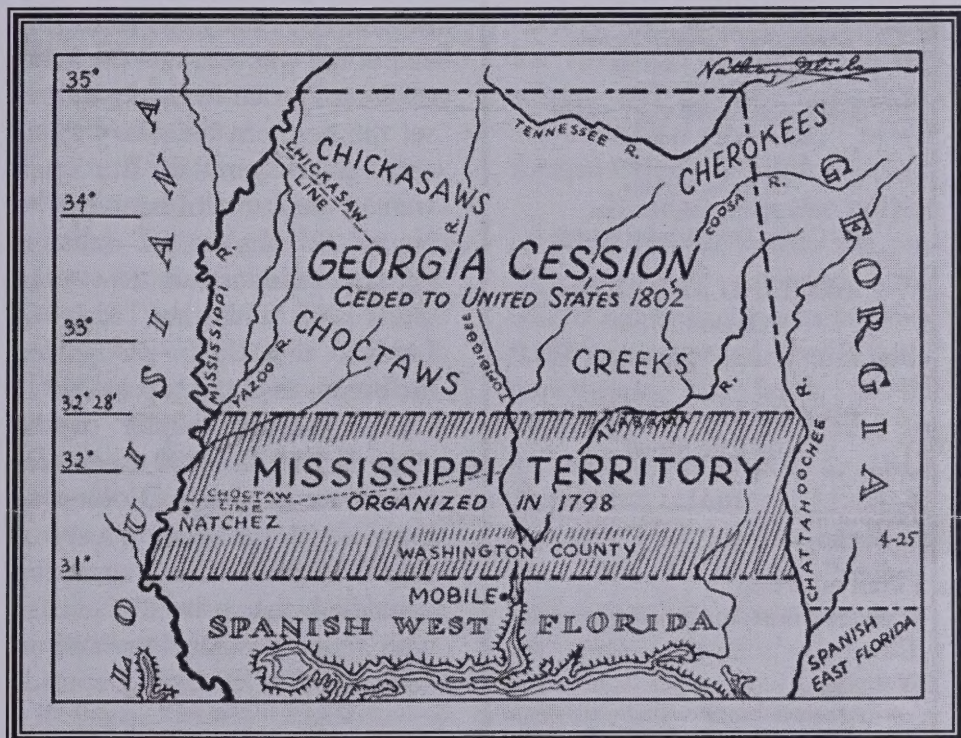 35°
34°
33°
32°28'
32°
31°
LOUISIANA
TENNESSEE R.
CHEROKEES
CHICKASAWS
CHICKASAW
LINE
COOSA R.
GEORGIA
GEORGIA CESSION
CEDED TO UNITED STATES 1802
MISSISSIPPI R.
YAZOO R.
CHOCTAWS
TOMBIGBEE R.
CREEKS
ALABAMA R.
CHATTAHOOCHEE R.
MISSISSIPPI TERRITORY
ORGANIZED IN 1798
CHOCTAW
LINE
NATCHEZ
WASHINGTON COUNTY
4-25
MOBILE
SPANISH WEST FLORIDA
SPANISH
EAST FLORIDA